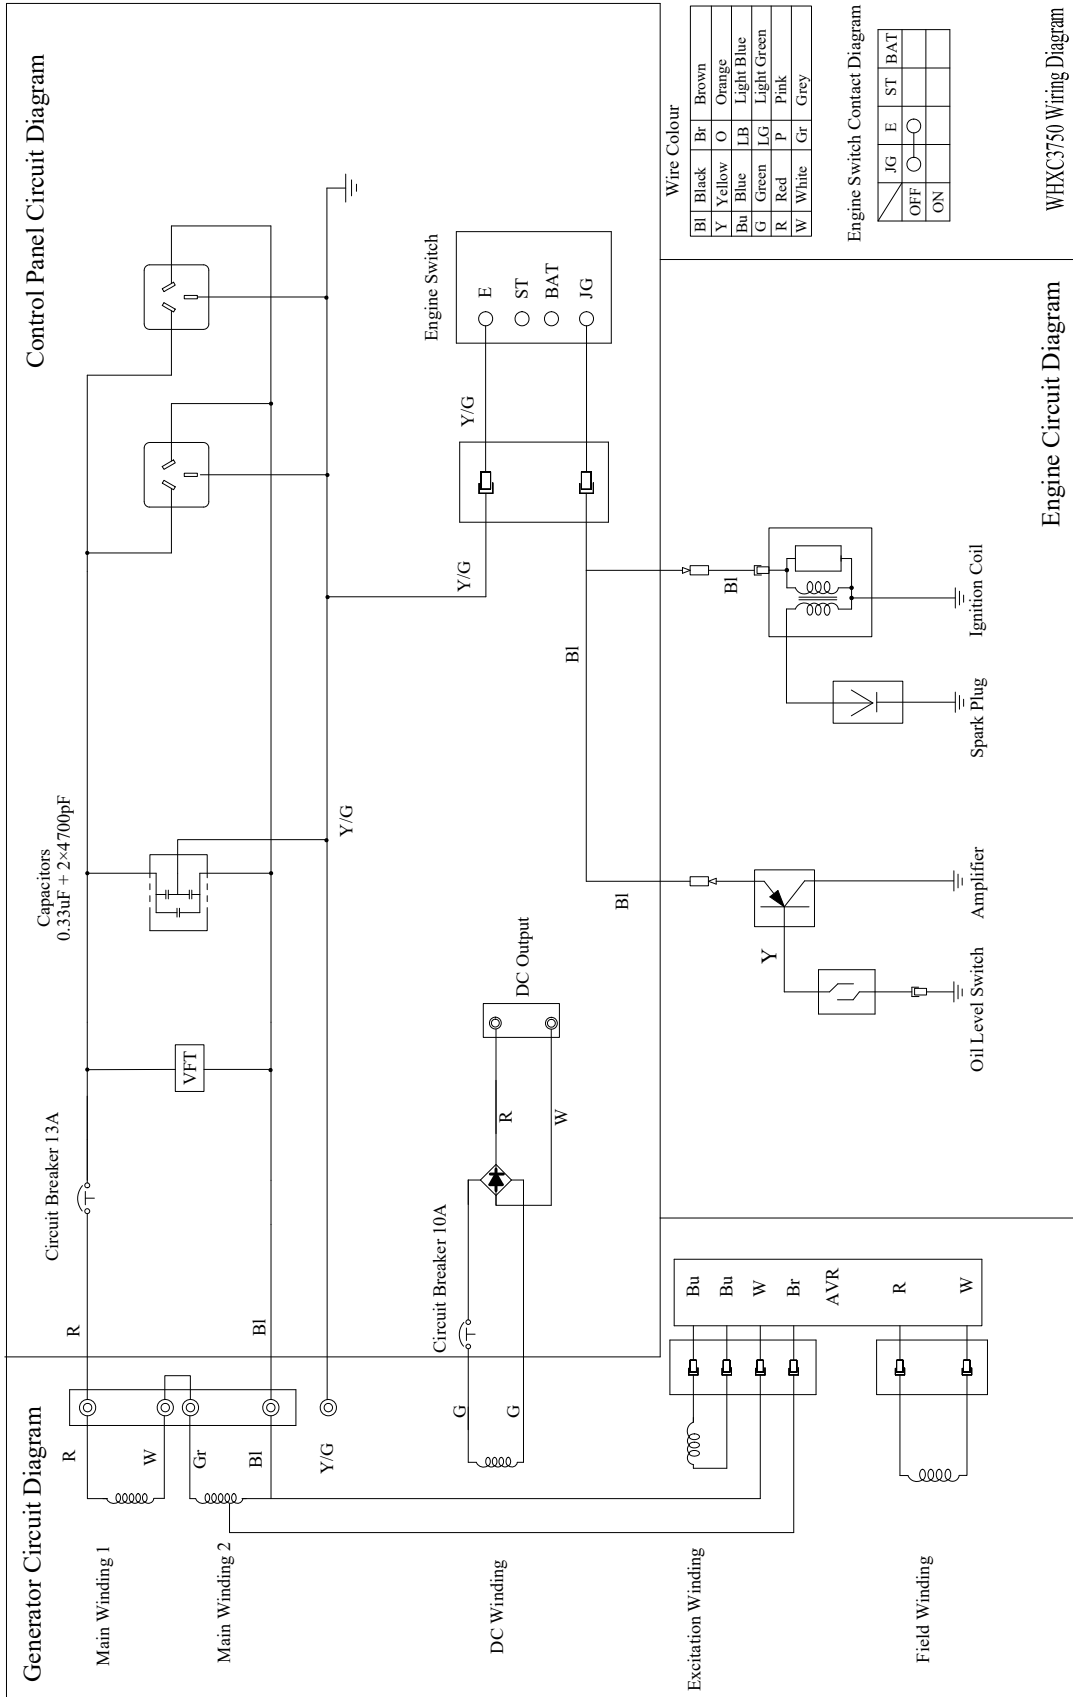 Generator Circuit Diagram
Main Winding 1
Main Winding 2
DC Winding
Excitation Winding
Field Winding
R
W
Gr
Bl
Y/G
G
G
Control Panel Circuit Diagram
R
Bl
Circuit Breaker 13A
VFT
Capacitors
0.33uF + 2×4700pF
Y/G
Circuit Breaker 10A
R
W
DC Output
Y/G
Y/G
Engine Switch
E
ST
BAT
JG
Bl
Bl
Bu
Bu
W
Br
AVR
R
W
Engine Circuit Diagram
Y
Bl
Oil Level Switch
Amplifier
Spark Plug
Ignition Coil
Wire Colour
Bl Black Br Brown
Y Yellow O Orange
Bu Blue LB Light Blue
G Green LG Light Green
R Red P Pink
W White Gr Grey
Engine Switch Contact Diagram
JG E ST BAT
OFF
ON
WHXC3750 Wiring Diagram